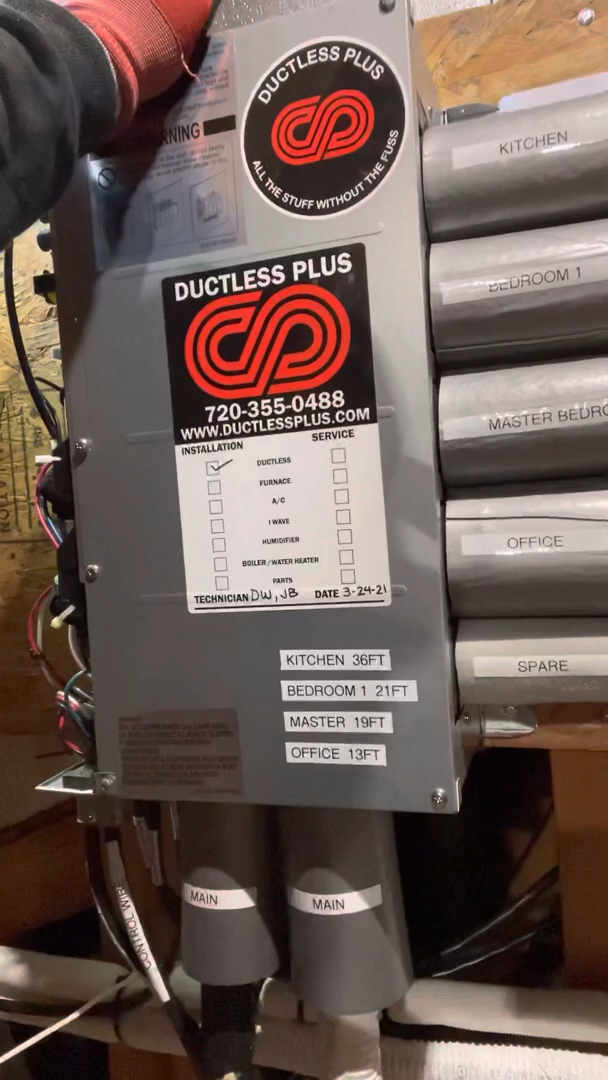 DUCTLESS PLUS
ALL THE STUFF WITHOUT THE FUSS
DUCTLESS PLUS
720-355-0488
WWW.DUCTLESSPLUS.COM
INSTALLATION SERVICE
DUCTLESS
FURNACE
A/C
I WAVE
HUMIDIFIER
BOILER/WATER HEATER
PARTS
TECHNICIAN DW, JB DATE 3-24-21
KITCHEN 36FT
BEDROOM 1 21FT
MASTER 19FT
OFFICE 13FT
KITCHEN
BEDROOM 1
MASTER BEDRO
OFFICE
SPARE
MAIN
MAIN
CONTROL WIR